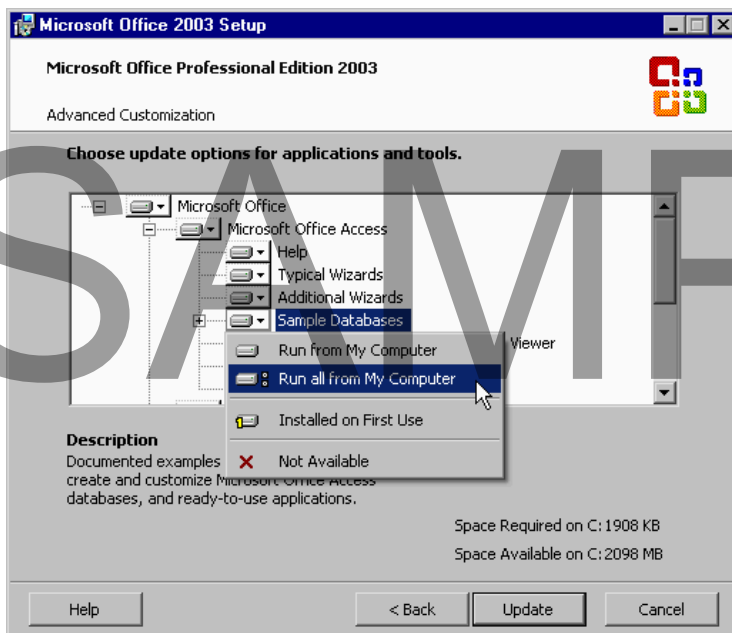 Microsoft Office 2003 Setup
Microsoft Office Professional Edition 2003
Advanced Customization
Choose update options for applications and tools.
Microsoft Office
Microsoft Office Access
Help
Typical Wizards
Additional Wizards
Sample Databases
Viewer
Run from My Computer
Run all from My Computer
Installed on First Use
Not Available
Description
Documented examples
create and customize Microsoft Office Access
databases, and ready-to-use applications.
Space Required on C: 1908 KB
Space Available on C: 2098 MB
Help
< Back
Update
Cancel